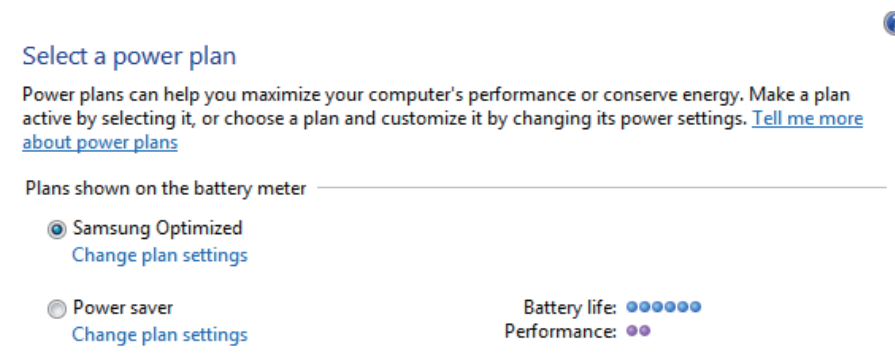 Select a power plan
Power plans can help you maximize your computer's performance or conserve energy. Make a plan
active by selecting it, or choose a plan and customize it by changing its power settings. Tell me more
about power plans
Plans shown on the battery meter
Samsung Optimized
Change plan settings
Power saver
Battery life:
Change plan settings
Performance: